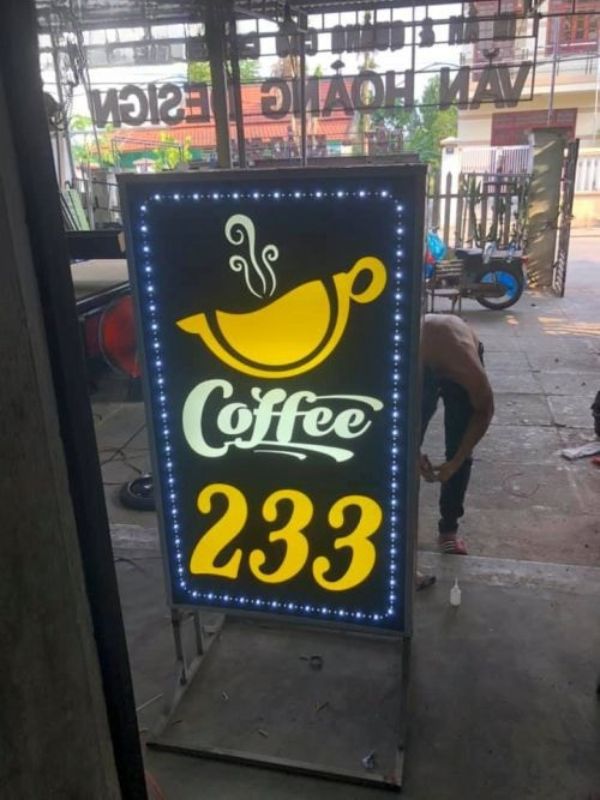 VĂN HOÀNG DESIGN
Coffee
233